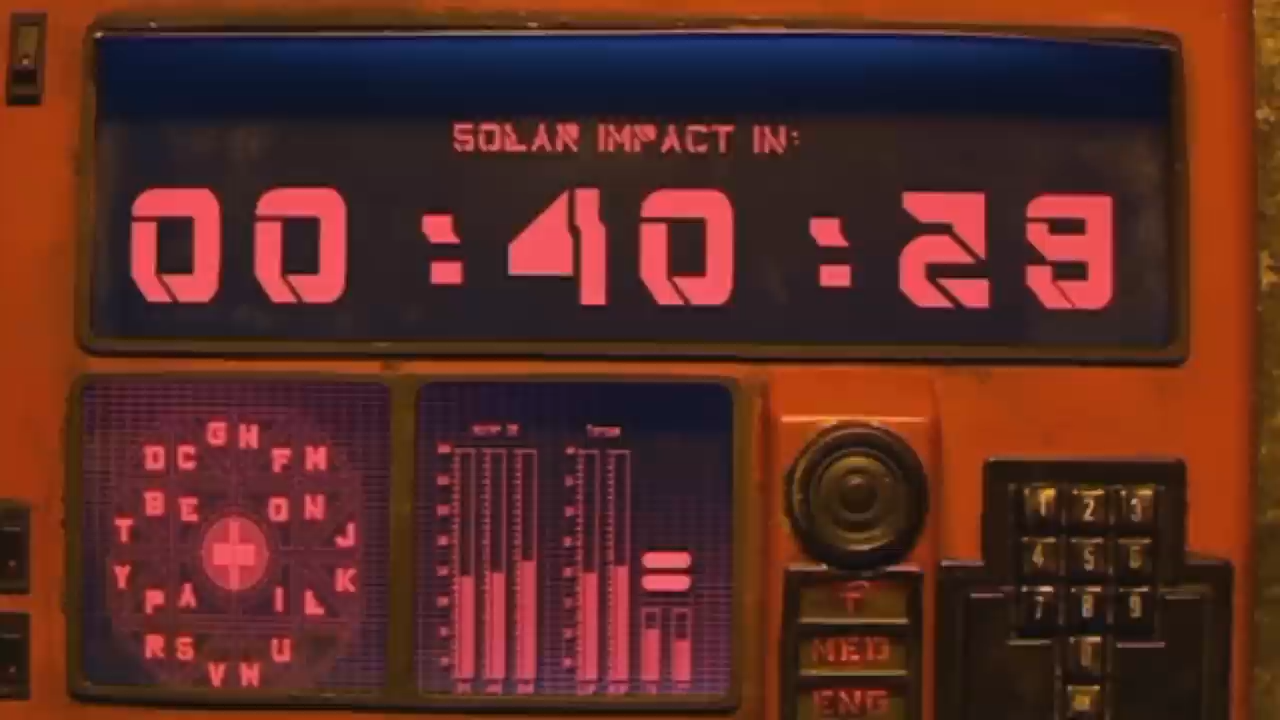 SOLAR IMPACT IN:
00:40:29
G H
D C F M
B E O N
T J
Y K
P A I L
R S U
V W
1 2 3
4 5 6
7 8 9
MED
ENG